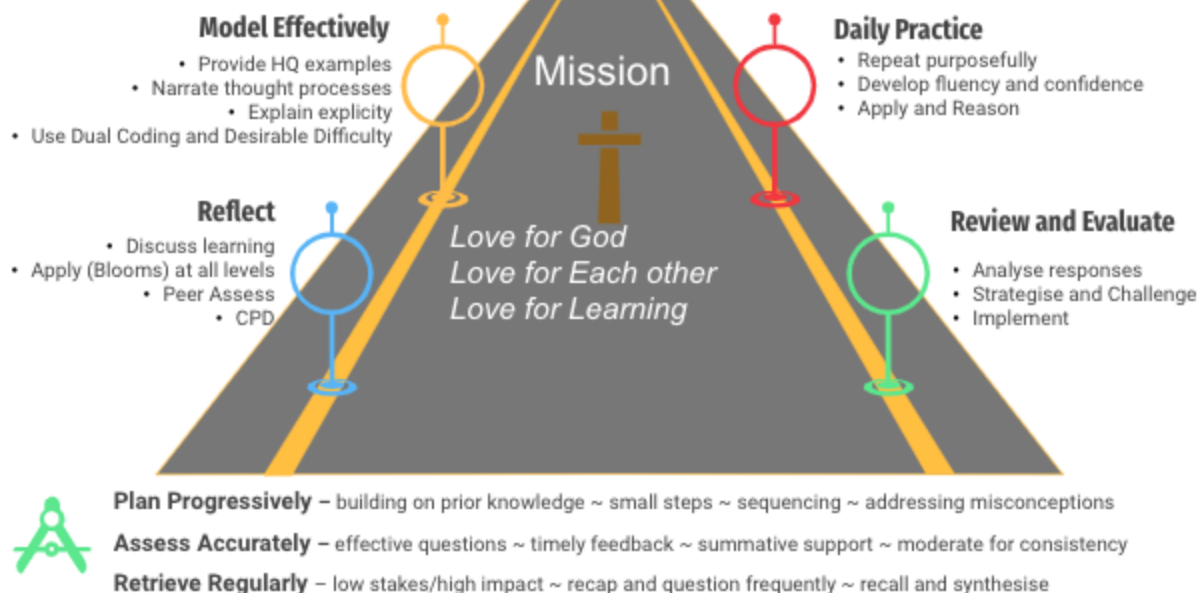 Model Effectively
• Provide HQ examples
• Narrate thought processes
• Explain explicity
• Use Dual Coding and Desirable Difficulty
Reflect
• Discuss learning
• Apply (Blooms) at all levels
• Peer Assess
• CPD
Mission
Love for God
Love for Each other
Love for Learning
Daily Practice
• Repeat purposefully
• Develop fluency and confidence
• Apply and Reason
Review and Evaluate
• Analyse responses
• Strategise and Challenge
• Implement
Plan Progressively – building on prior knowledge ~ small steps ~ sequencing ~ addressing misconceptions
Assess Accurately – effective questions ~ timely feedback ~ summative support ~ moderate for consistency
Retrieve Regularly – low stakes/high impact ~ recap and question frequently ~ recall and synthesise